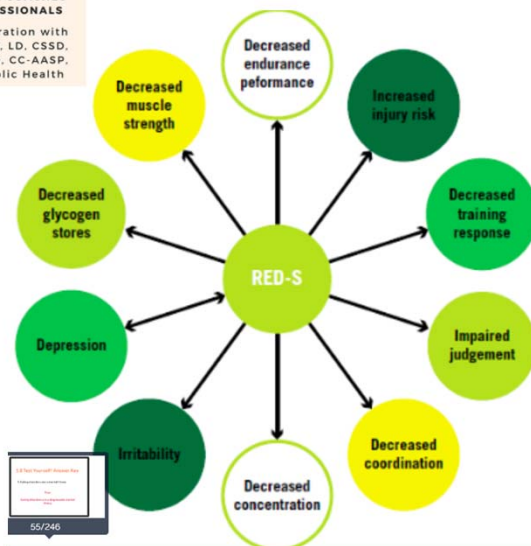 SSIONALS
ration with
, LD, CSSD,
, CC-AASP,
olic Health
Decreased
endurance
peformance
Increased
injury risk
Decreased
training
response
Impaired
judgement
Decreased
coordination
Decreased
concentration
Irritability
Depression
Decreased
glycogen
stores
Decreased
muscle
strength
RED-S
55/246